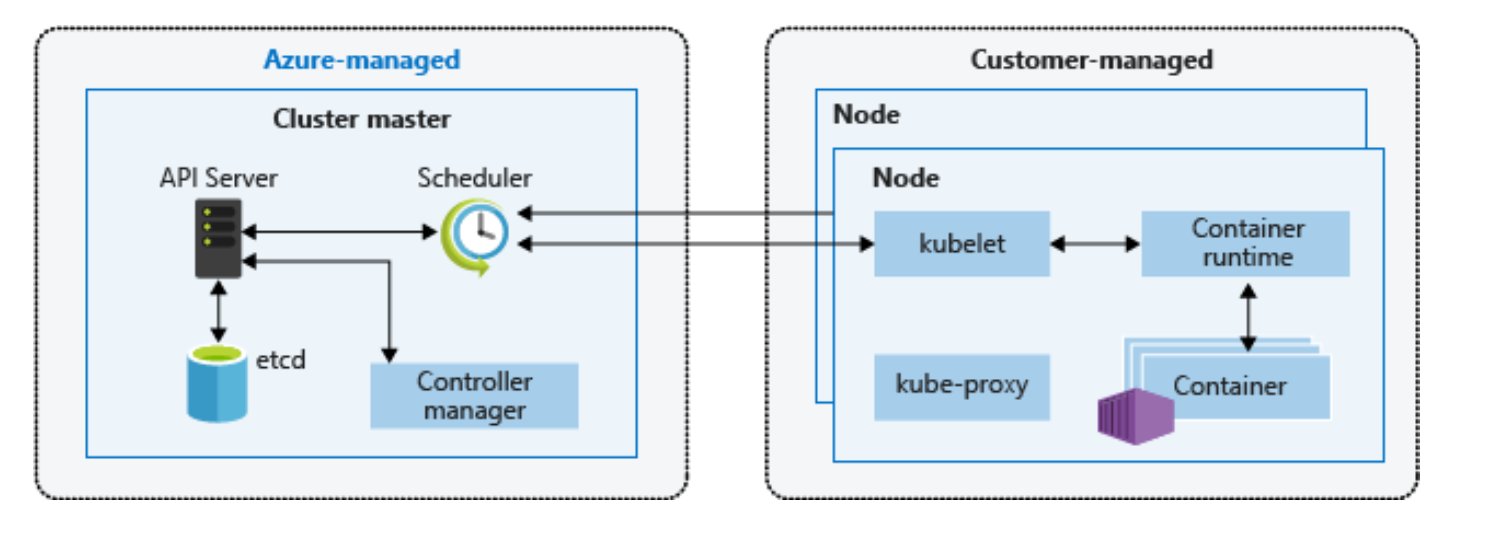 Azure-managed
Cluster master
API Server
Scheduler
etcd
Controller
manager
Customer-managed
Node
Node
kubelet
Container
runtime
kube-proxy
Container